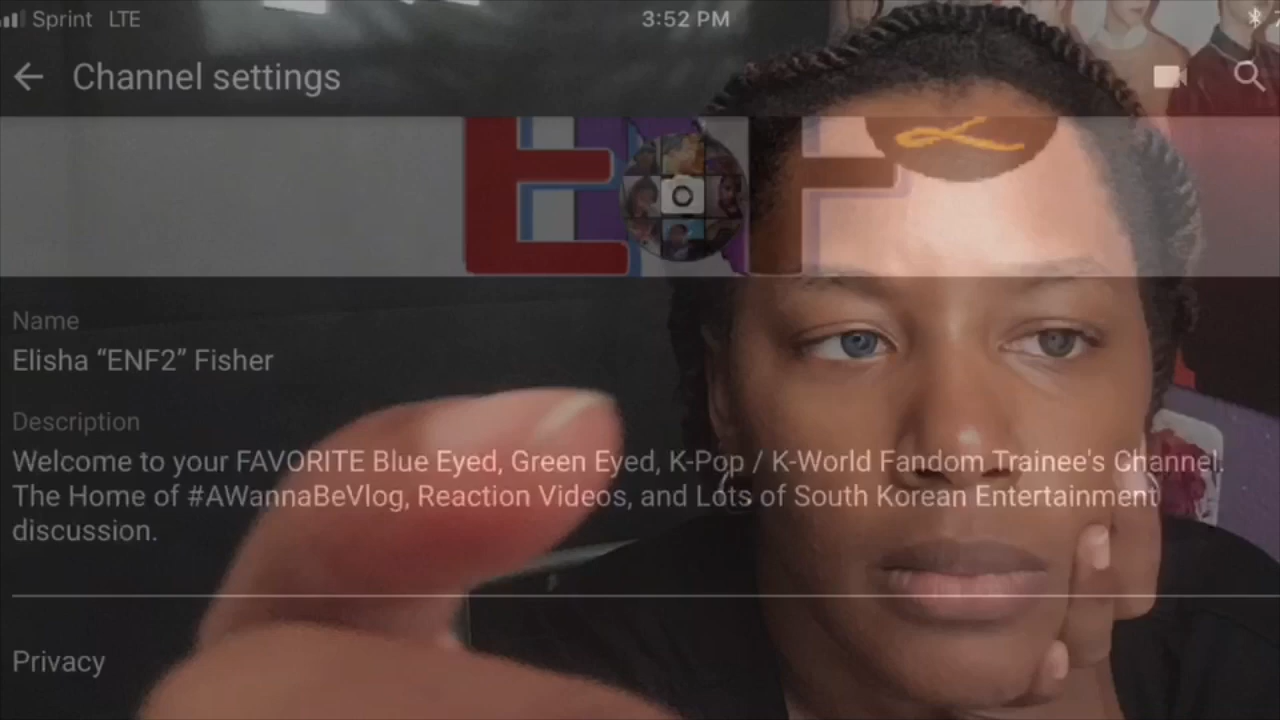 Sprint LTE 3:52 PM
Channel settings
ENF
Name
Elisha “ENF2” Fisher
Description
Welcome to your FAVORITE Blue Eyed, Green Eyed, K-Pop / K-World Fandom Trainee's Channel.
The Home of #AWannaBeVlog, Reaction Videos, and Lots of South Korean Entertainment
discussion.
Privacy